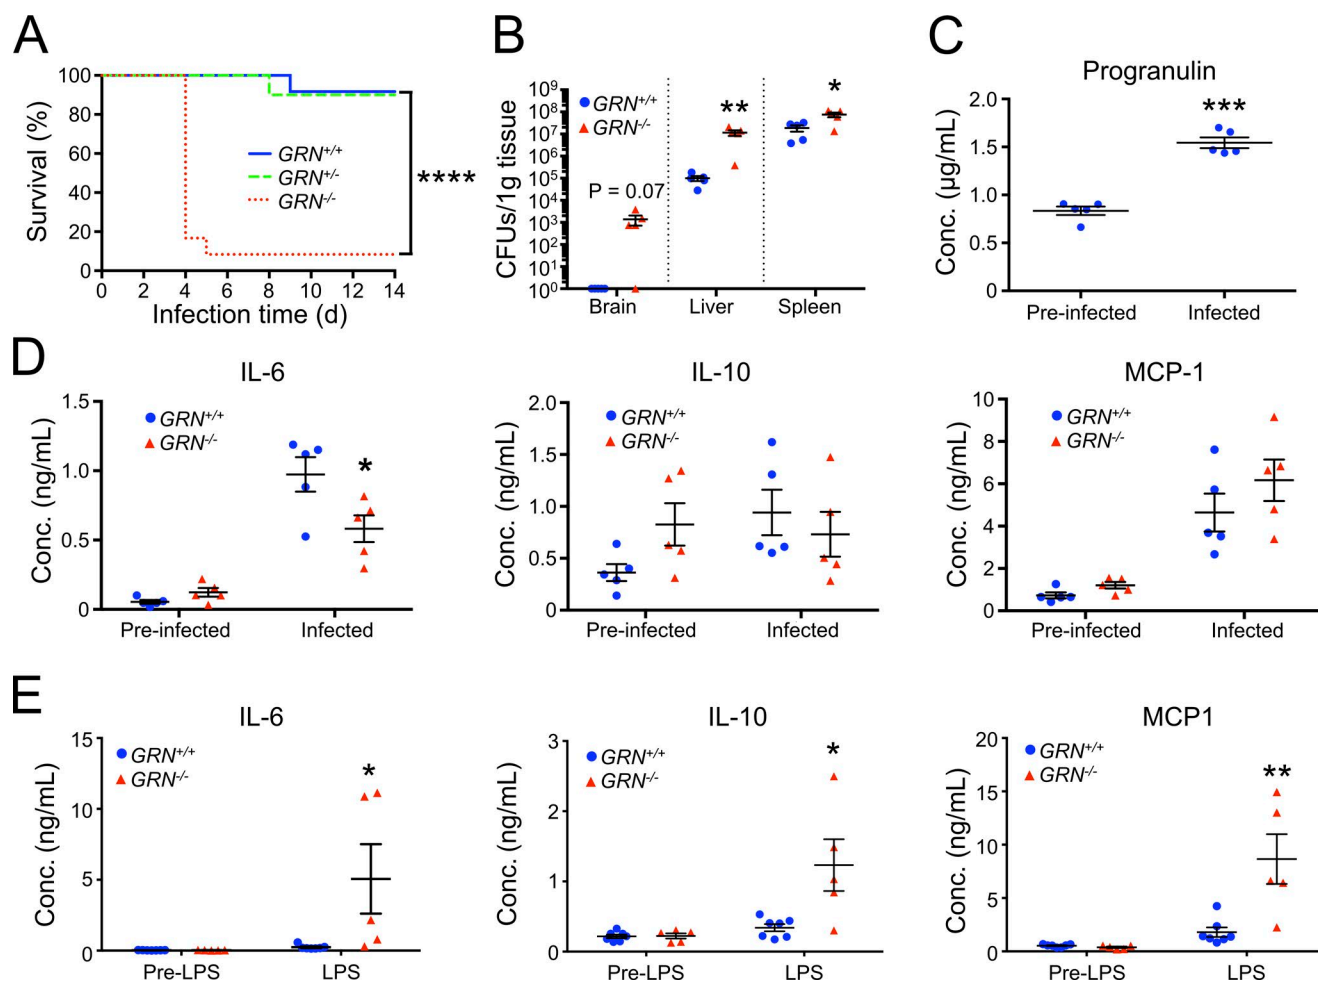 A
Survival (%)
100
80
60
40
20
0
GRN+/+
GRN+/-
GRN-/-
****
0 2 4 6 8 10 12 14
Infection time (d)
B
CFUs/1g tissue
10⁹
10⁸
10⁷
10⁶
10⁵
10⁴
10³
10²
10¹
10⁰
GRN+/+
GRN-/-
P = 0.07
**
*
Brain Liver Spleen
C
Progranulin
Conc. (µg/mL)
2.0
1.5
1.0
0.5
0
***
Pre-infected Infected
D
IL-6
Conc. (ng/mL)
1.5
1.0
0.5
0
GRN+/+
GRN-/-
*
Pre-infected Infected
IL-10
Conc. (ng/mL)
2.0
1.5
1.0
0.5
0.0
GRN+/+
GRN-/-
Pre-infected Infected
MCP-1
Conc. (ng/mL)
10
8
6
4
2
0
GRN+/+
GRN-/-
Pre-infected Infected
E
IL-6
Conc. (ng/mL)
15
10
5
0
GRN+/+
GRN-/-
*
Pre-LPS LPS
IL-10
Conc. (ng/mL)
3
2
1
0
GRN+/+
GRN-/-
*
Pre-LPS LPS
MCP1
Conc. (ng/mL)
20
15
10
5
0
GRN+/+
GRN-/-
**
Pre-LPS LPS